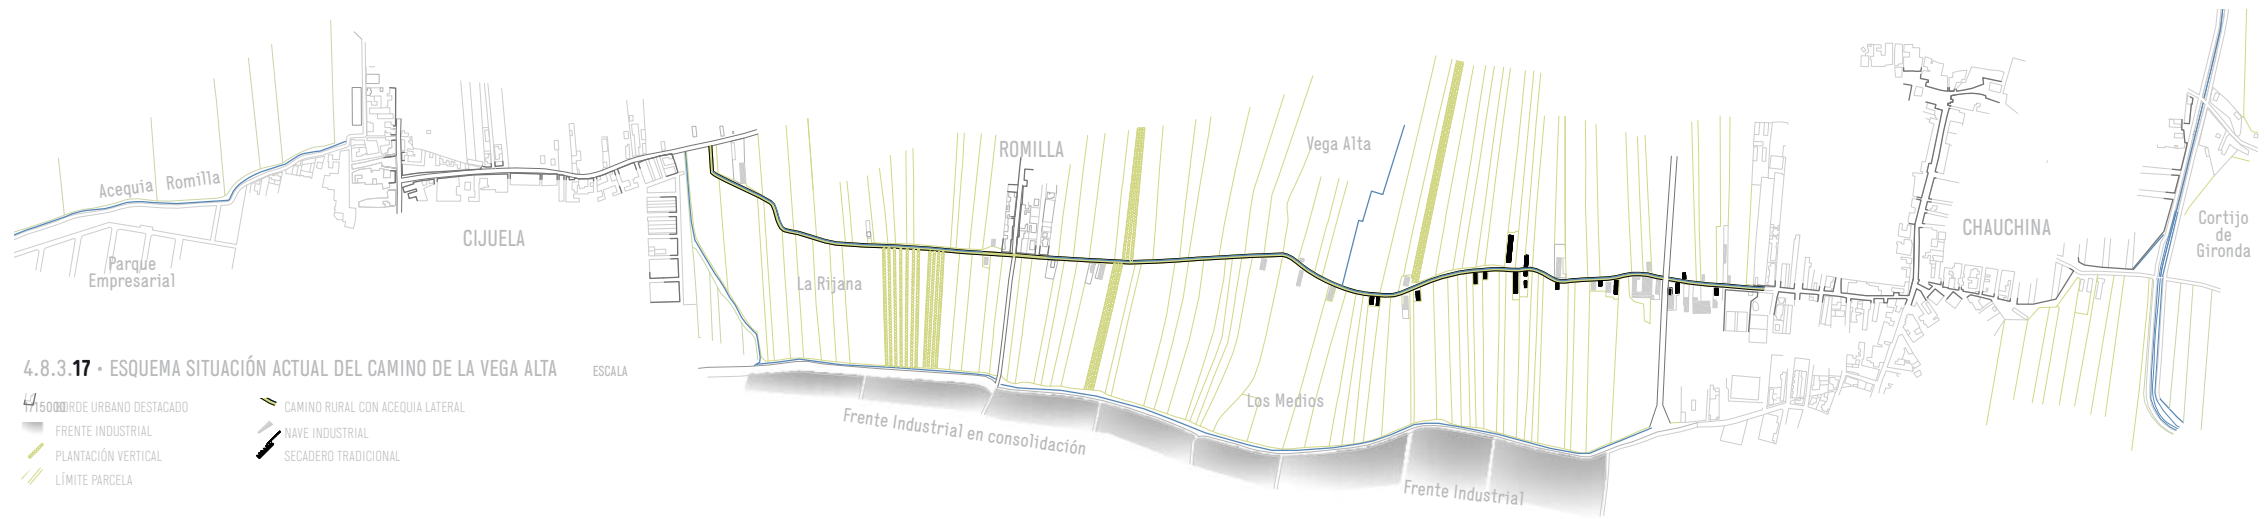 ROMILLA
Vega Alta
Acequia Romilla
CIJUELA
CHAUCHINA
Cortijo
de
Gironda
Parque
Empresarial
La Rijana
4.8.3.17 • ESQUEMA SITUACIÓN ACTUAL DEL CAMINO DE LA VEGA ALTA ESCALA
1/15000
BORDE URBANO DESTACADO
FRENTE INDUSTRIAL
PLANTACIÓN VERTICAL
LÍMITE PARCELA
CAMINO RURAL CON ACEQUIA LATERAL
NAVE INDUSTRIAL
SECADERO TRADICIONAL
Los Medios
Frente Industrial en consolidación
Frente Industrial